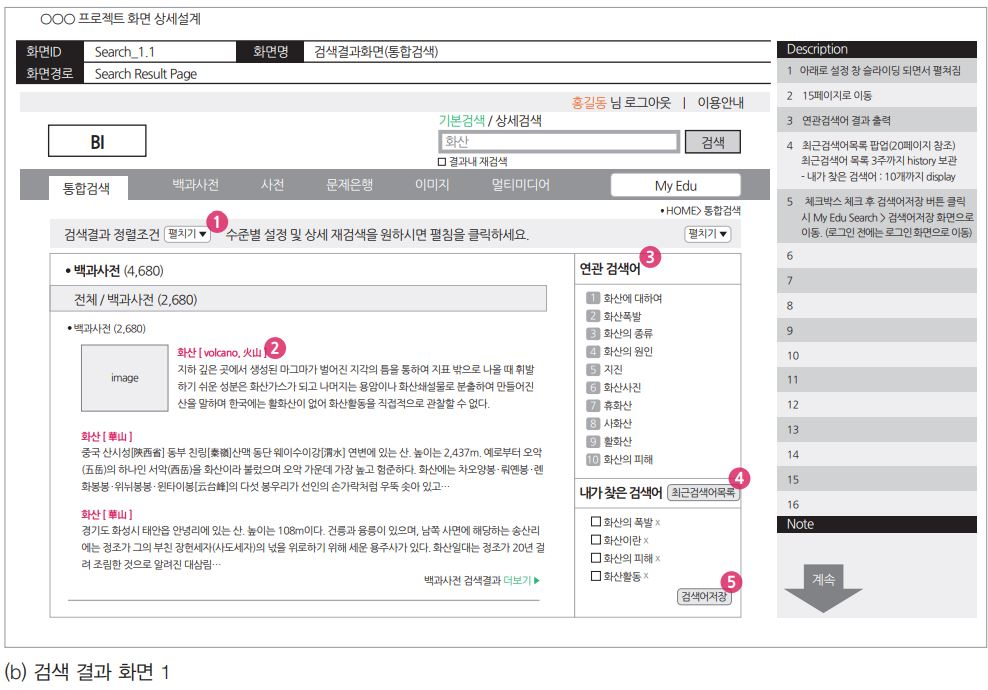 ○○○ 프로젝트 화면 상세설계
화면ID Search_1.1 화면명 검색결과화면(통합검색)
화면경로 Search Result Page
홍길동 님 로그아웃 | 이용안내
BI
기본검색 / 상세검색
화산 검색
결과내 재검색
통합검색 백과사전 사전 문제은행 이미지 멀티미디어 My Edu
•HOME> 통합검색
1
검색결과 정렬조건 펼치기▼ 수준별 설정 및 상세 재검색을 원하시면 펼침을 클릭하세요. 펼치기▼
• 백과사전 (4,680)
전체 / 백과사전 (2,680)
•백과사전 (2,680)
image
화산 [ volcano, 火山 ] 2
지하 깊은 곳에서 생성된 마그마가 벌어진 지각의 틈을 통하여 지표 밖으로 나올 때 휘발
하기 쉬운 성분은 화산가스가 되고 나머지는 용암이나 화산쇄설물로 분출하여 만들어진
산을 말하며 한국에는 활화산이 없어 화산활동을 직접적으로 관찰할 수 없다.
화산 [ 華山 ]
중국 산시성[陝西省] 동부 친링[秦嶺]산맥 동단 웨이수이강[渭水] 연변에 있는 산. 높이는 2,437m. 예로부터 오악
(五岳)의 하나인 서악(西岳)을 화산이라 불렀으며 오악 가운데 가장 높고 험준하다. 화산에는 차오양봉·뤄옌봉·롄
화봉봉·위뉘봉봉·윈타이봉[云台峰]의 다섯 봉우리가 선인의 손가락처럼 우뚝 솟아 있고…
화산 [ 華山 ]
경기도 화성시 태안읍 안녕리에 있는 산. 높이는 108m이다. 건릉과 융릉이 있으며, 남쪽 사면에 해당하는 송산리
에는 정조가 그의 부친 장헌세자(사도세자)의 넋을 위로하기 위해 세운 용주사가 있다. 화산일대는 정조가 20년 걸
려 조림한 것으로 알려진 대삼림…
백과사전 검색결과 더보기 ▶
연관 검색어 3
1 화산에 대하여
2 화산폭발
3 화산의 종류
4 화산의 원인
5 지진
6 화산사진
7 휴화산
8 사화산
9 활화산
10 화산의 피해
4
내가 찾은 검색어 최근검색어목록
화산의 폭발 x
화산이란 x
화산의 피해 x
화산활동 x
5
검색어저장
Description
1 아래로 설정 창 슬라이딩 되면서 펼쳐짐
2 15페이지로 이동
3 연관검색어 결과 출력
4 최근검색어목록 팝업(20페이지 창조)
최근검색어 목록 3주까지 history 보관
- 내가 찾은 검색어 : 10개까지 display
5 체크박스 체크 후 검색어저장 버튼 클릭
시 My Edu Search > 검색어저장 화면으로
이동. (로그인 전에는 로그인 화면으로 이동)
6
7
8
9
10
11
12
13
14
15
16
Note
계속
(b) 검색 결과 화면 1